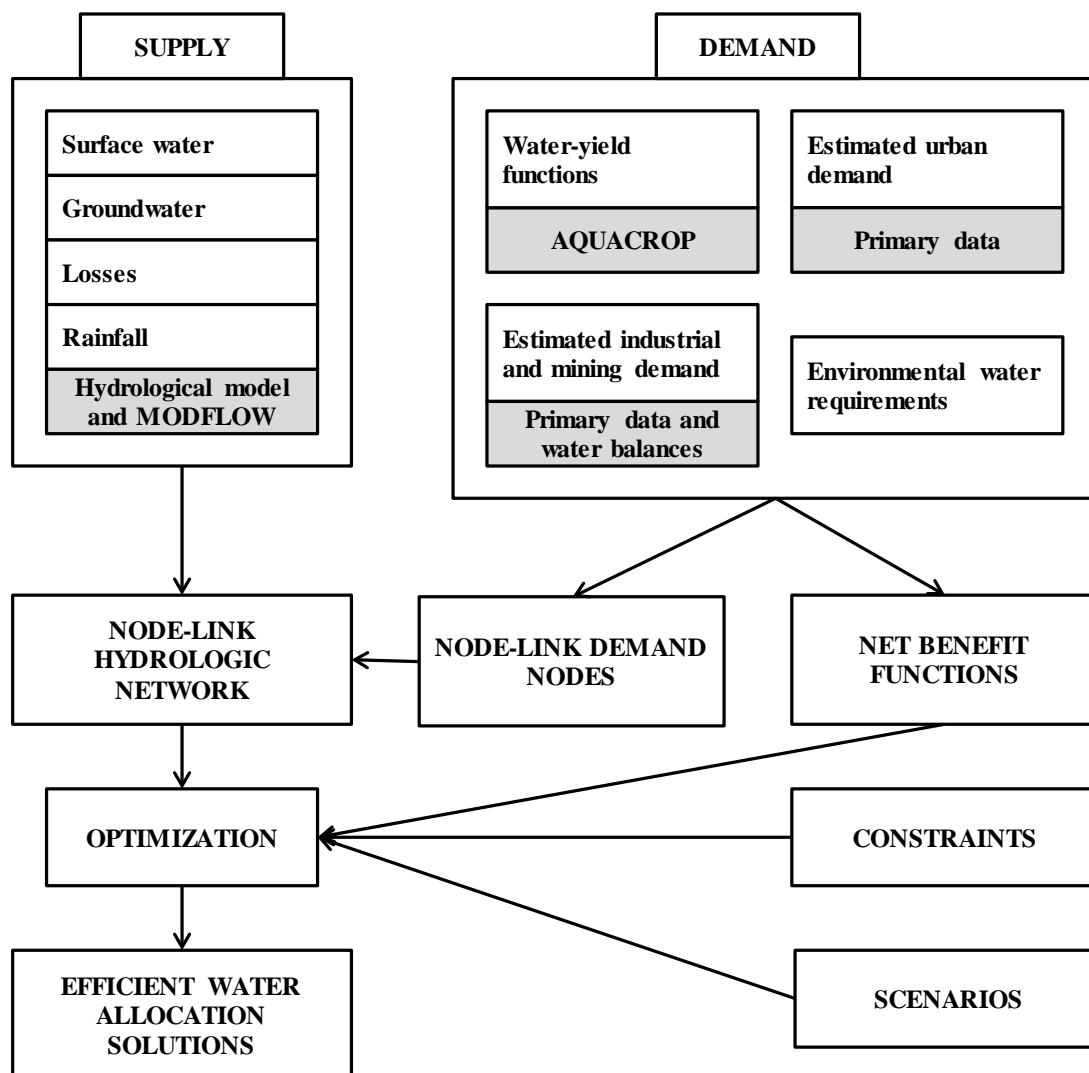 SUPPLY
Surface water
Groundwater
Losses
Rainfall
Hydrological model
and MODFLOW
DEMAND
Water-yield
functions
AQUACROP
Estimated urban
demand
Primary data
Estimated industrial
and mining demand
Primary data and
water balances
Environmental water
requirements
NODE-LINK
HYDROLOGIC
NETWORK
NODE-LINK DEMAND
NODES
NET BENEFIT
FUNCTIONS
OPTIMIZATION
CONSTRAINTS
EFFICIENT WATER
ALLOCATION
SOLUTIONS
SCENARIOS